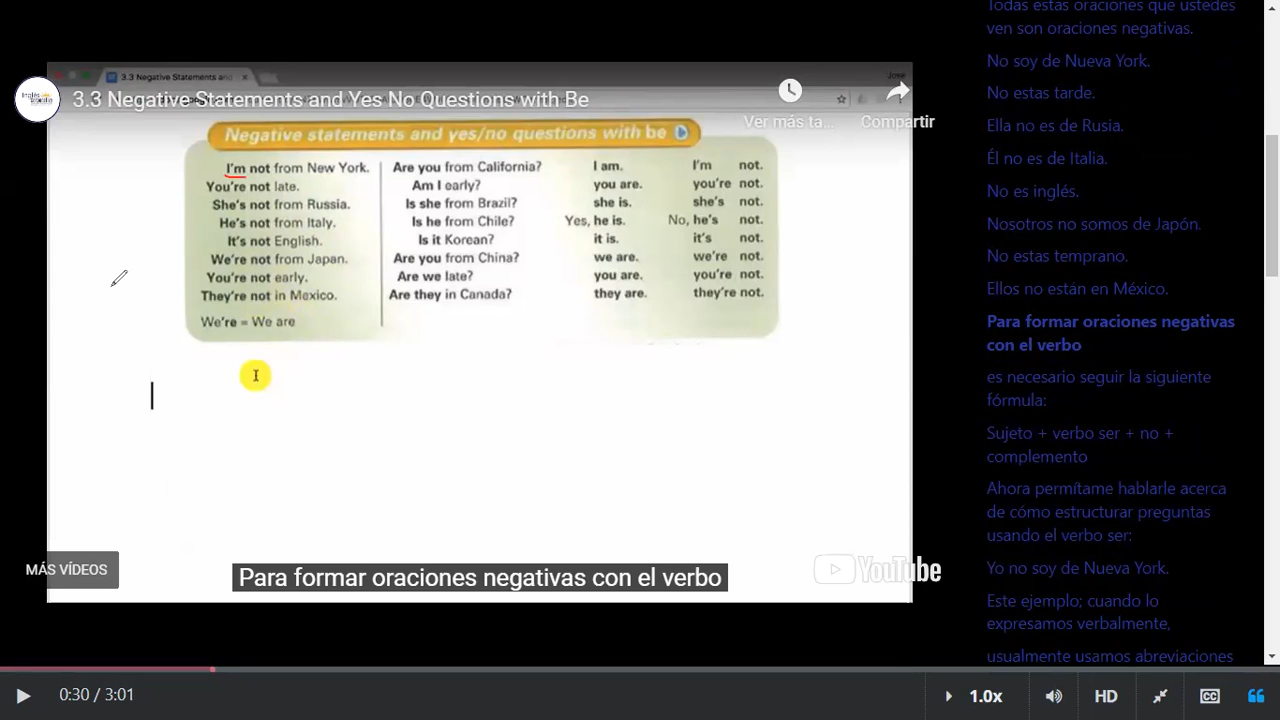 3.3 Negative Statements and
3.3 Negative Statements and Yes No Questions with Be
Ver más ta...
Compartir
Negative statements and yes/no questions with be
I'm not from New York.
You're not late.
She's not from Russia.
He's not from Italy.
It's not English.
We're not from Japan.
You're not early.
They're not in Mexico.
We're = We are
Are you from California?
Am I early?
Is she from Brazil?
Is he from Chile?
Is it Korean?
Are you from China?
Are we late?
Are they in Canada?
I am.
you are.
she is.
Yes, he is.
it is.
we are.
you are.
they are.
I'm not.
you're not.
she's not.
No, he's not.
it's not.
we're not.
you're not.
they're not.
MÁS VÍDEOS
Para formar oraciones negativas con el verbo
YouTube
0:30 / 3:01
1.0x
HD
CC
Todas estas oraciones que ustedes
ven son oraciones negativas.
No soy de Nueva York.
No estas tarde.
Ella no es de Rusia.
Él no es de Italia.
No es inglés.
Nosotros no somos de Japón.
No estas temprano.
Ellos no están en México.
Para formar oraciones negativas
con el verbo
es necesario seguir la siguiente
fórmula:
Sujeto + verbo ser + no +
complemento
Ahora permítame hablarle acerca
de cómo estructurar preguntas
usando el verbo ser:
Yo no soy de Nueva York.
Este ejemplo; cuando lo
expresamos verbalmente,
usualmente usamos abreviaciones